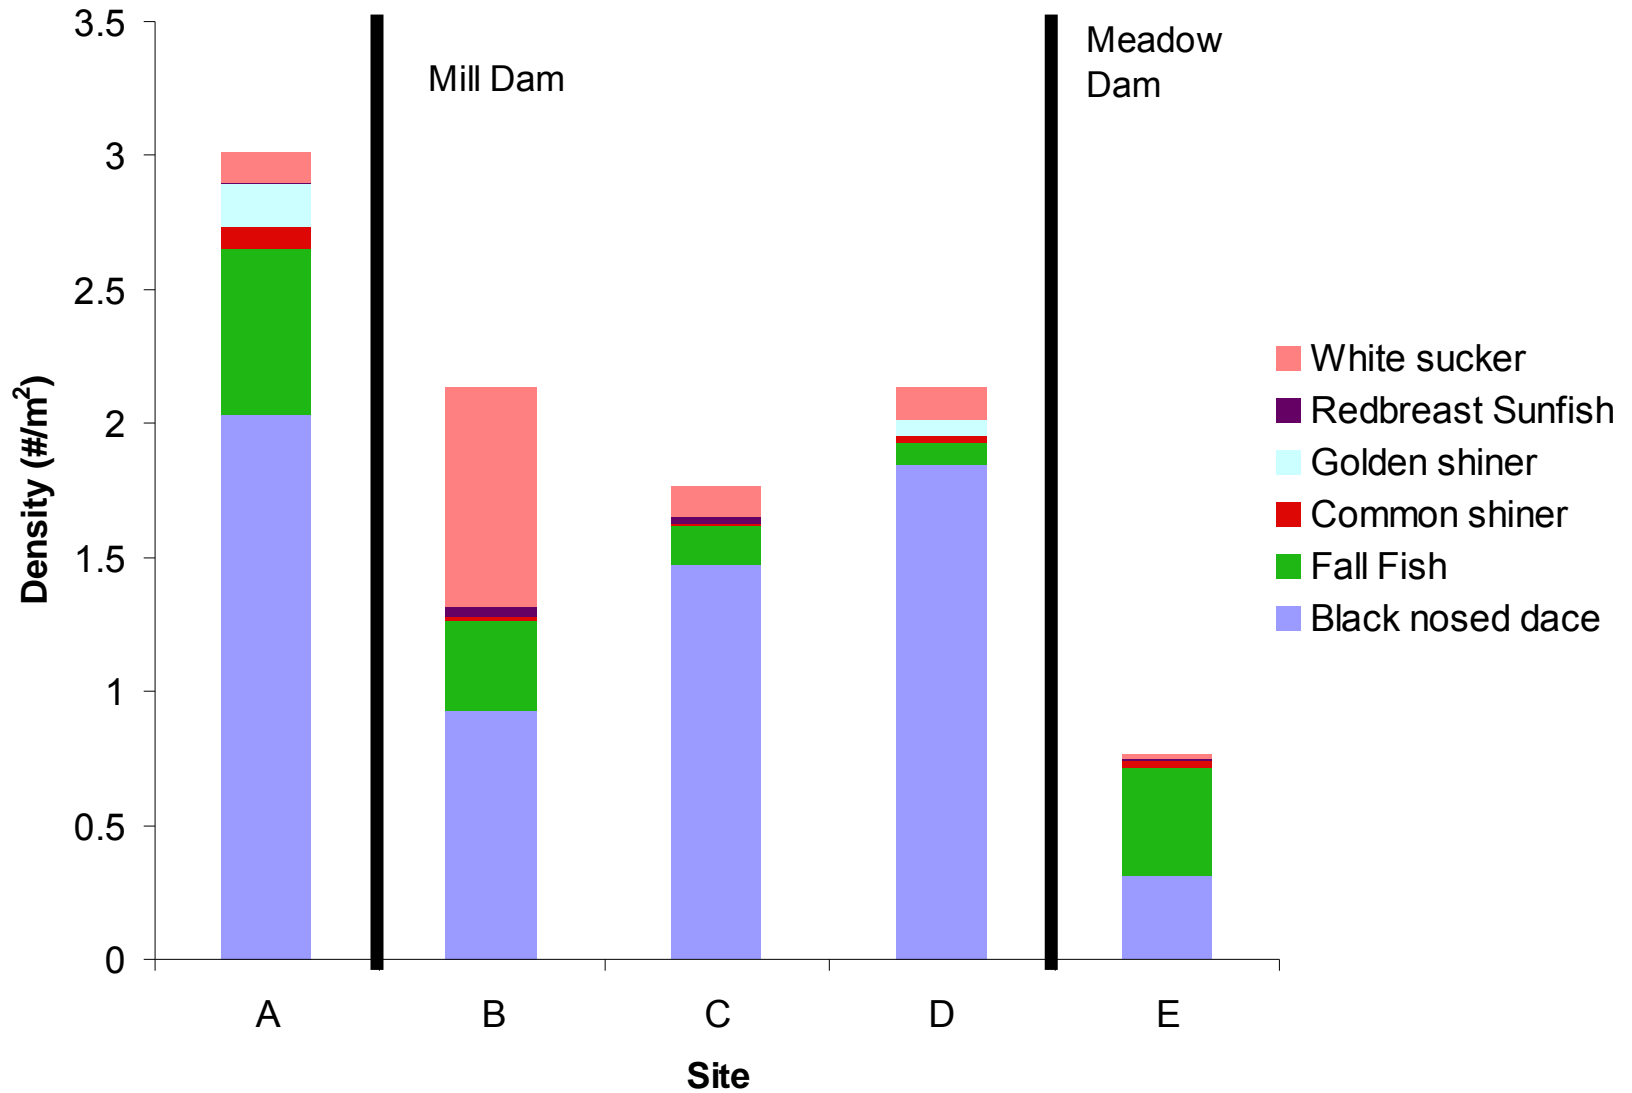 3.5
3
2.5
2
1.5
1
0.5
0
Density (#/m²)
Mill Dam
Meadow
Dam
White sucker
Redbreast Sunfish
Golden shiner
Common shiner
Fall Fish
Black nosed dace
A B C D E
Site